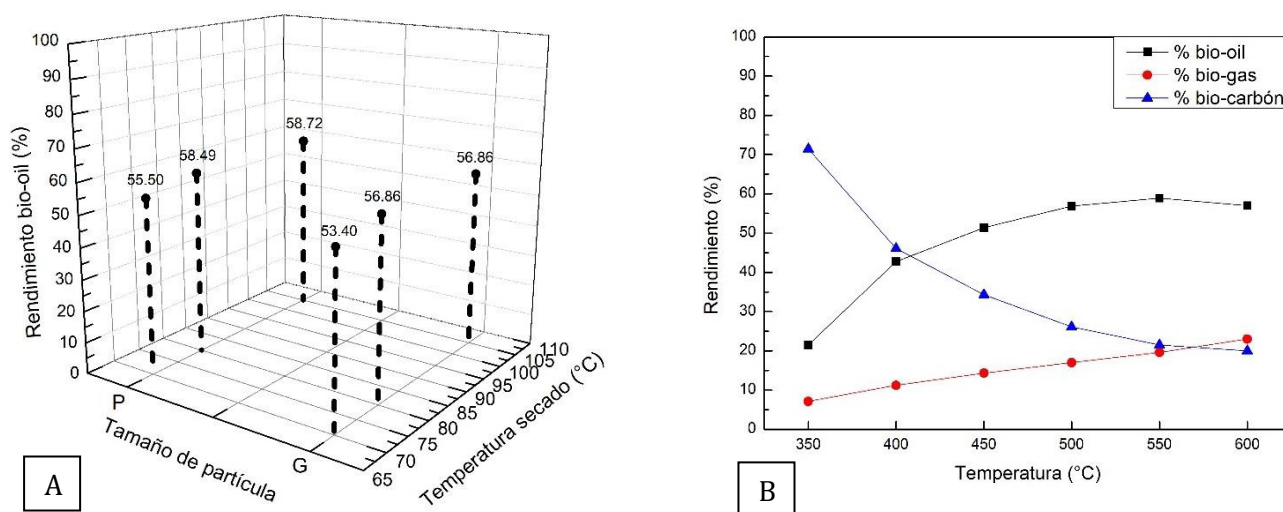 100
90
80
70
60
50
40
30
20
10
0
Rendimiento bio-oil (%)
55.50
58.49
58.72
53.40
56.86
56.86
P
G
Tamaño de partícula
65
70
75
80
85
90
95
100
105
110
Temperatura secado (°C)
A
100
90
80
70
60
50
40
30
20
10
0
Rendimiento (%)
% bio-oil
% bio-gas
% bio-carbón
350 400 450 500 550 600
Temperatura (°C)
B